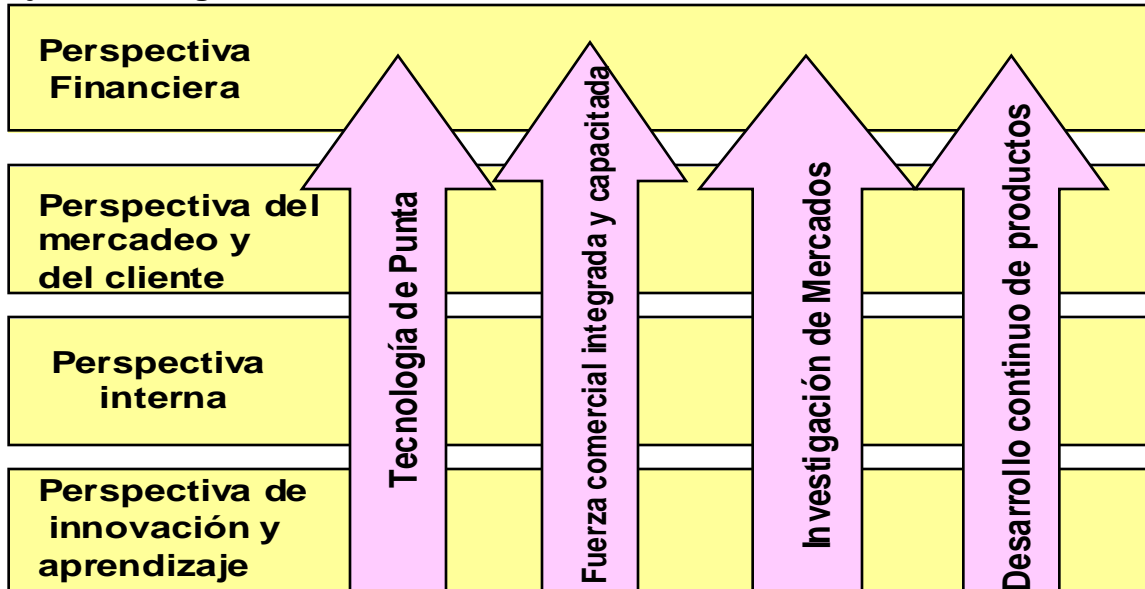 Perspectiva
Financiera
Perspectiva del
mercadeo y
del cliente
Perspectiva
interna
Perspectiva de
innovación y
aprendizaje
Tecnología de Punta
Fuerza comercial integrada y capacitada
Investigación de Mercados
Desarrollo continuo de productos